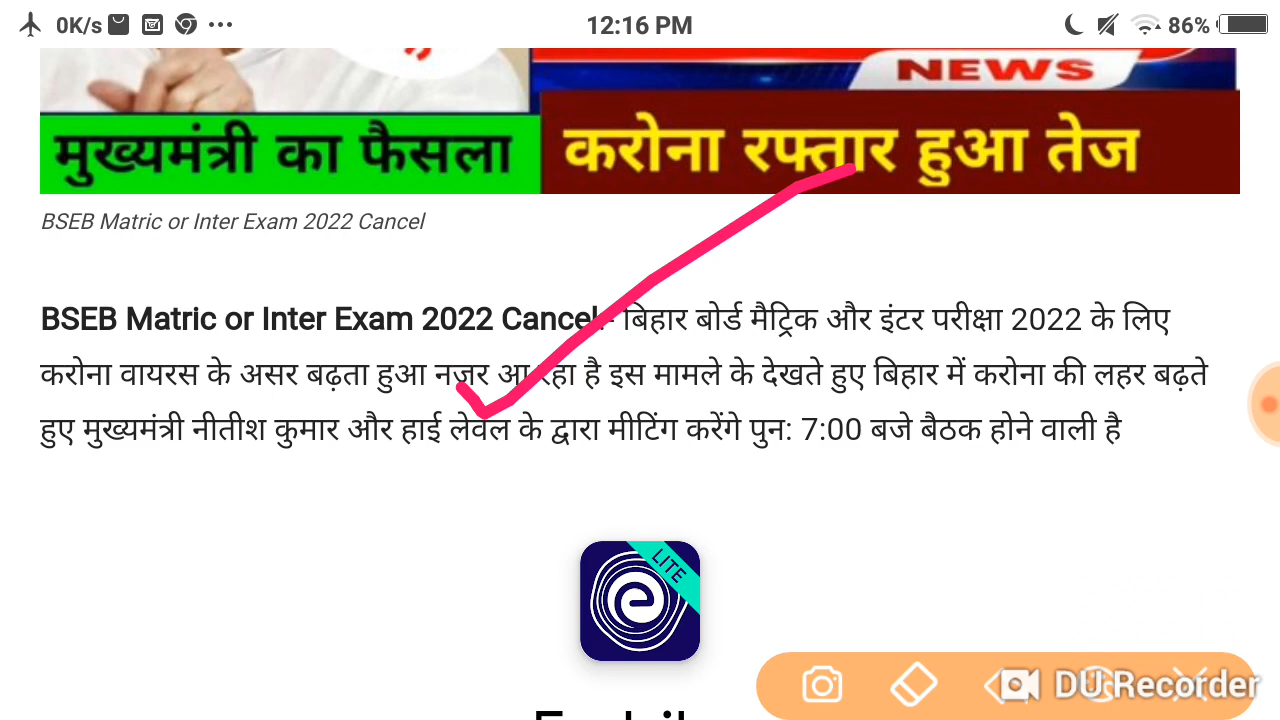 0K/s
12:16 PM
86%
NEWS
मुख्यमंत्री का फैसला
करोना रफ्तार हुआ तेज
BSEB Matric or Inter Exam 2022 Cancel
BSEB Matric or Inter Exam 2022 Cancel- बिहार बोर्ड मैट्रिक और इंटर परीक्षा 2022 के लिए
करोना वायरस के असर बढ़ता हुआ नज़र आ रहा है इस मामले के देखते हुए बिहार में करोना की लहर बढ़ते
हुए मुख्यमंत्री नीतीश कुमार और हाई लेवल के द्वारा मीटिंग करेंगे पुन: 7:00 बजे बैठक होने वाली है
LITE
DU Recorder